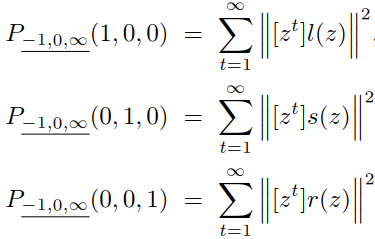 P_{\underline{-1,0,\infty}}(1,0,0) = \sum_{t=1}^{\infty} \left\| [z^t] l(z) \right\|^2.
P_{\underline{-1,0,\infty}}(0,1,0) = \sum_{t=1}^{\infty} \left\| [z^t] s(z) \right\|^2
P_{\underline{-1,0,\infty}}(0,0,1) = \sum_{t=1}^{\infty} \left\| [z^t] r(z) \right\|^2